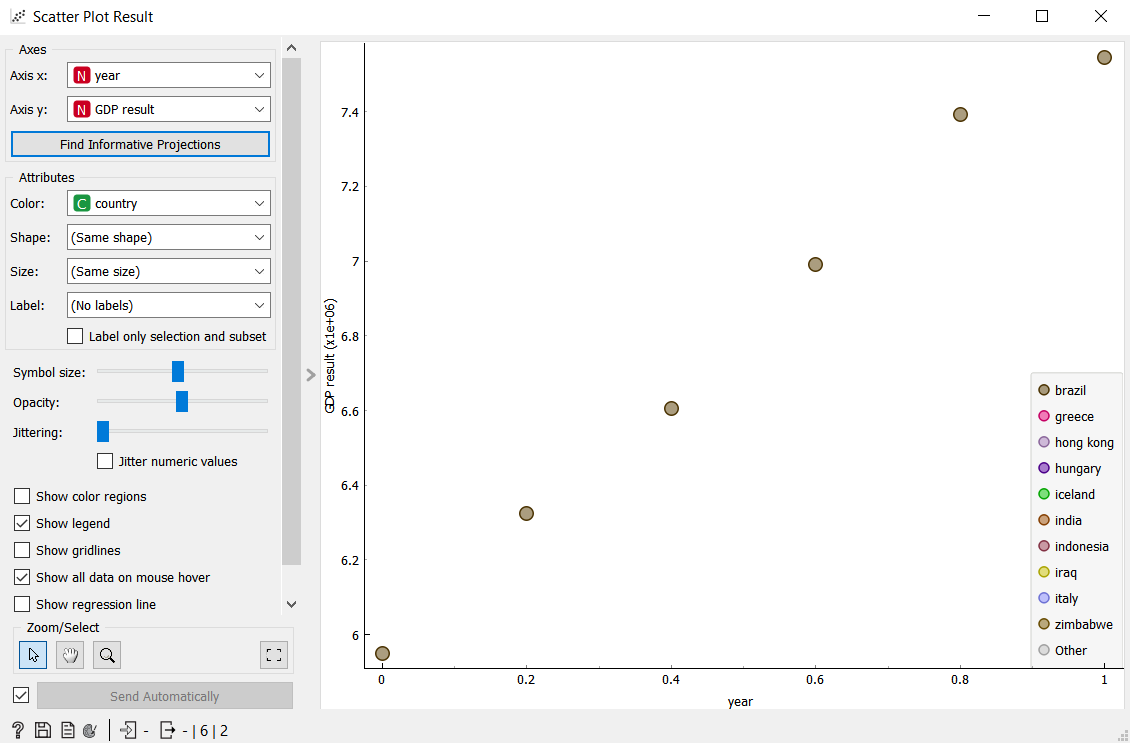 Scatter Plot Result
Axes
Axis x: N year
Axis y: N GDP result
Find Informative Projections
Attributes
Color: C country
Shape: (Same shape)
Size: (Same size)
Label: (No labels)
Label only selection and subset
Symbol size:
Opacity:
Jittering:
Jitter numeric values
Show color regions
Show legend
Show gridlines
Show all data on mouse hover
Show regression line
Zoom/Select
Send Automatically
? - - | 6 | 2
GDP result (x1e+06)
7.4
7.2
7
6.8
6.6
6.4
6.2
6
0 0.2 0.4 0.6 0.8 1
year
brazil
greece
hong kong
hungary
iceland
india
indonesia
iraq
italy
zimbabwe
Other